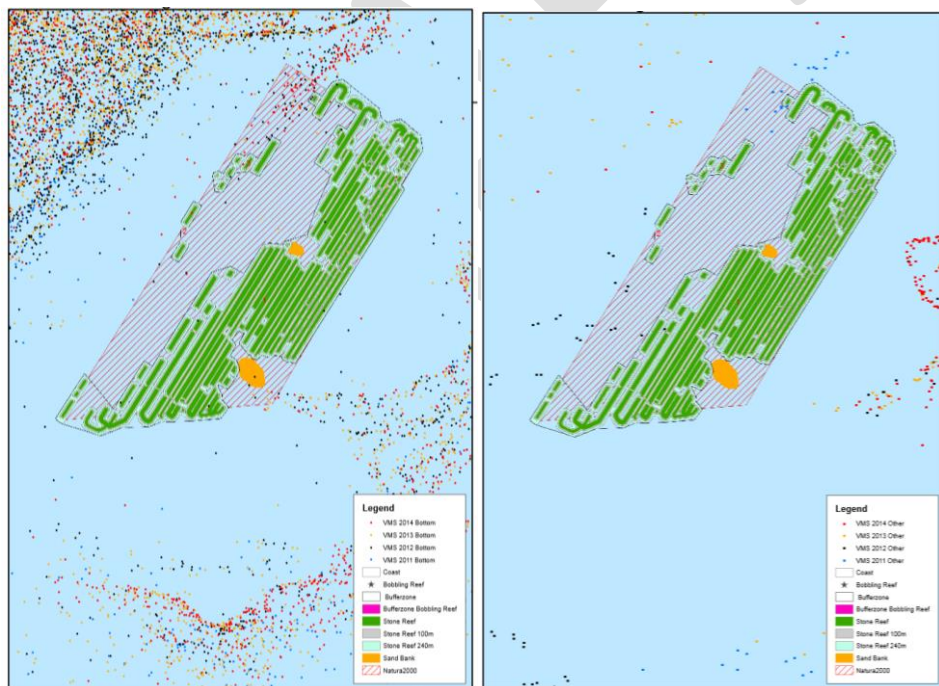 Legend
VMS 2014 Bottom
VMS 2013 Bottom
VMS 2012 Bottom
VMS 2011 Bottom
Coast
Bobbling Reef
Bufferzone
Bufferzone Bobbling Reef
Stone Reef
Stone Reef 100m
Stone Reef 240m
Sand Bank
Natura2000
Legend
VMS 2014 Other
VMS 2013 Other
VMS 2012 Other
VMS 2011 Other
Coast
Bobbling Reef
Bufferzone
Bufferzone Bobbling Reef
Stone Reef
Stone Reef 100m
Stone Reef 240m
Sand Bank
Natura2000